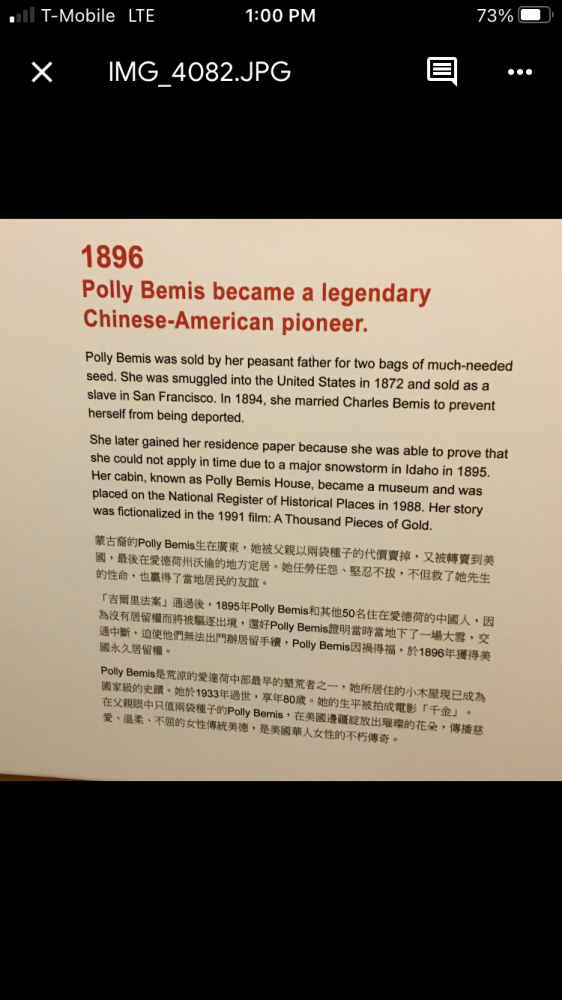 T-Mobile LTE 1:00 PM 73%
IMG_4082.JPG
1896
Polly Bemis became a legendary
Chinese-American pioneer.
Polly Bemis was sold by her peasant father for two bags of much-needed
seed. She was smuggled into the United States in 1872 and sold as a
slave in San Francisco. In 1894, she married Charles Bemis to prevent
herself from being deported.
She later gained her residence paper because she was able to prove that
she could not apply in time due to a major snowstorm in Idaho in 1895.
Her cabin, known as Polly Bemis House, became a museum and was
placed on the National Register of Historical Places in 1988. Her story
was fictionalized in the 1991 film: A Thousand Pieces of Gold.
蒙古裔的Polly Bemis生在廣東，她被父親以兩袋種子的代價賣掉，又被轉賣到美
國，最後在愛德荷州沃倫的地方定居。她任勞任怨、堅忍不拔，不但救了她先生
的性命，也贏得了當地居民的友誼。
「吉爾里法案」通過後，1895年Polly Bemis和其他50名住在愛德荷的中國人，因
為沒有居留權而將被驅逐出境，還好Polly Bemis證明當時當地下了一場大雪，交
通中斷，迫使他們無法出門辦居留手續，Polly Bemis因禍得福，於1896年獲得美
國永久居留權。
Polly Bemis是荒涼的愛達荷中部最早的墾荒者之一，她所居住的小木屋現已成為
國家級的史蹟。她於1933年過世，享年80歲。她的生平被拍成電影「千金」。
在父親眼中只值兩袋種子的Polly Bemis，在美國邊疆綻放出璀璨的花朵，傳播慈
愛、溫柔、不屈的女性傳統美德，是美國華人女性的不朽傳奇。